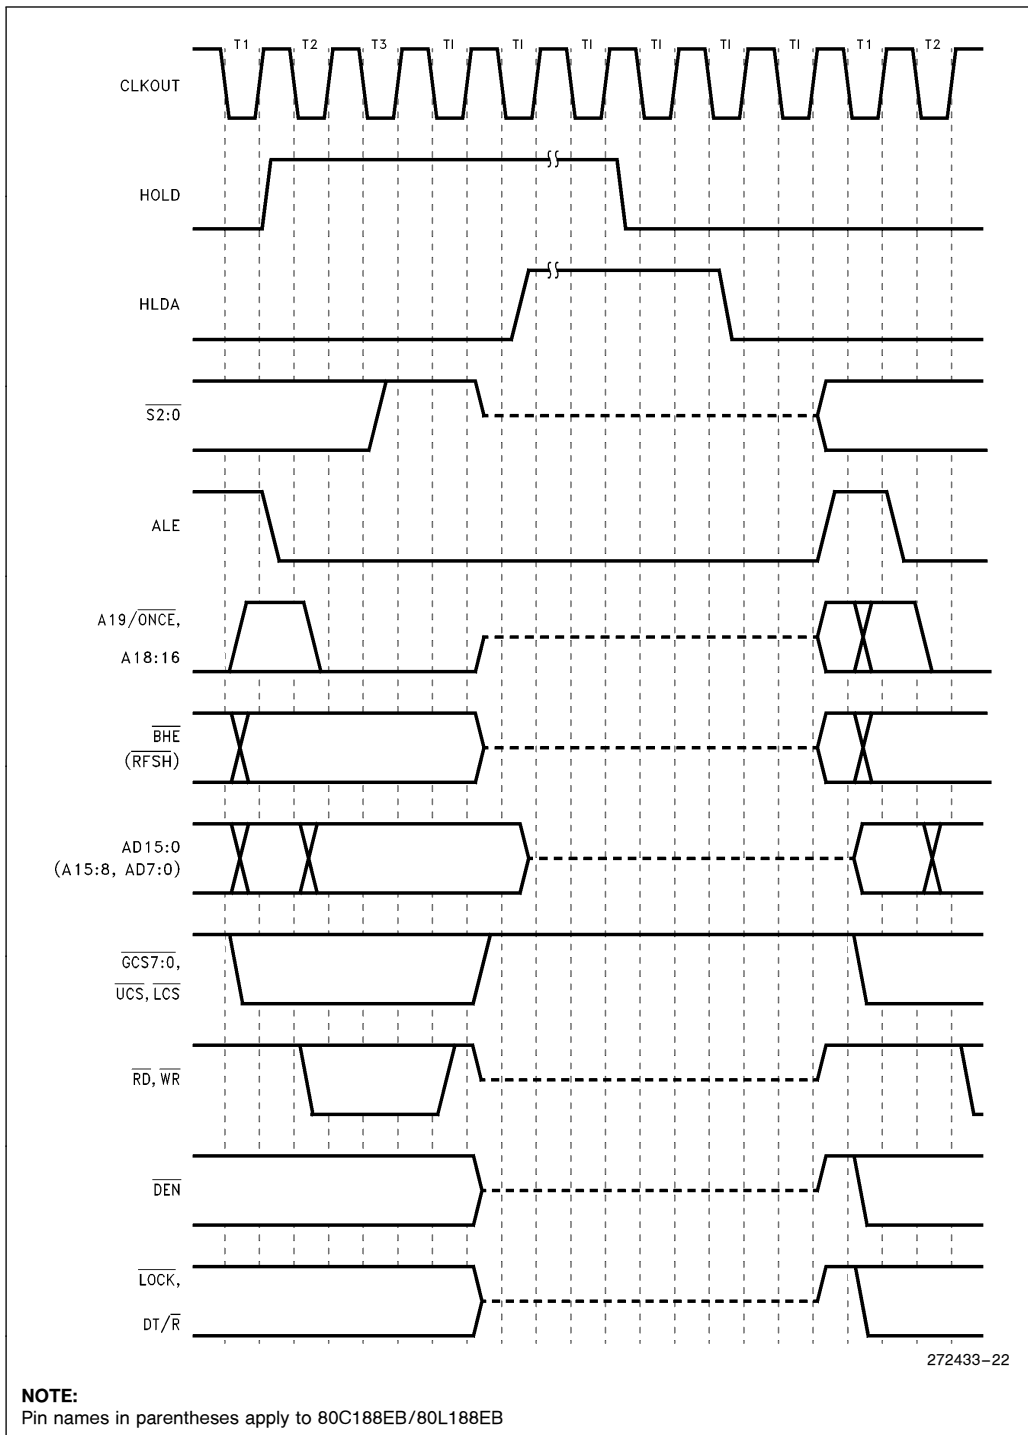 T1 T2 T3 TI TI TI TI TI TI T1 T2
CLKOUT
HOLD
HLDA
S2:0
ALE
A19/ONCE,
A18:16
BHE
(RFSH)
AD15:0
(A15:8, AD7:0)
GCS7:0,
UCS, LCS
RD, WR
DEN
LOCK,
DT/R
272433–22
NOTE:
Pin names in parentheses apply to 80C188EB/80L188EB